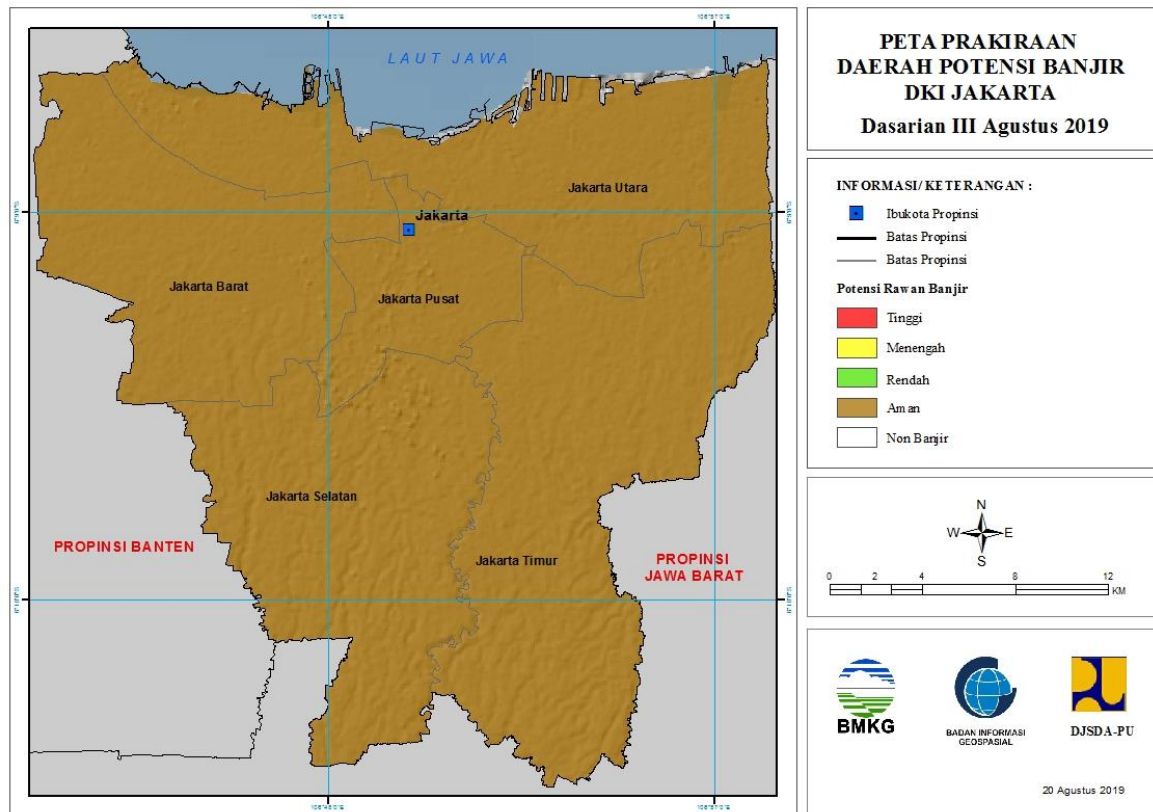 PETA PRAKIRAAN
DAERAH POTENSI BANJIR
DKI JAKARTA
Dasarian III Agustus 2019
INFORMASI/ KETERANGAN :
Ibukota Propinsi
Batas Propinsi
Batas Propinsi
Potensi Rawan Banjir
Tinggi
Menengah
Rendah
Aman
Non Banjir
N
W E
S
0 2 4 8 12
KM
BMKG
BADAN INFORMASI
GEOSPASIAL
DJSDA-PU
20 Agustus 2019
LAUT JAWA
Jakarta Utara
Jakarta
Jakarta Barat
Jakarta Pusat
Jakarta Selatan
Jakarta Timur
PROPINSI BANTEN
PROPINSI
JAWA BARAT